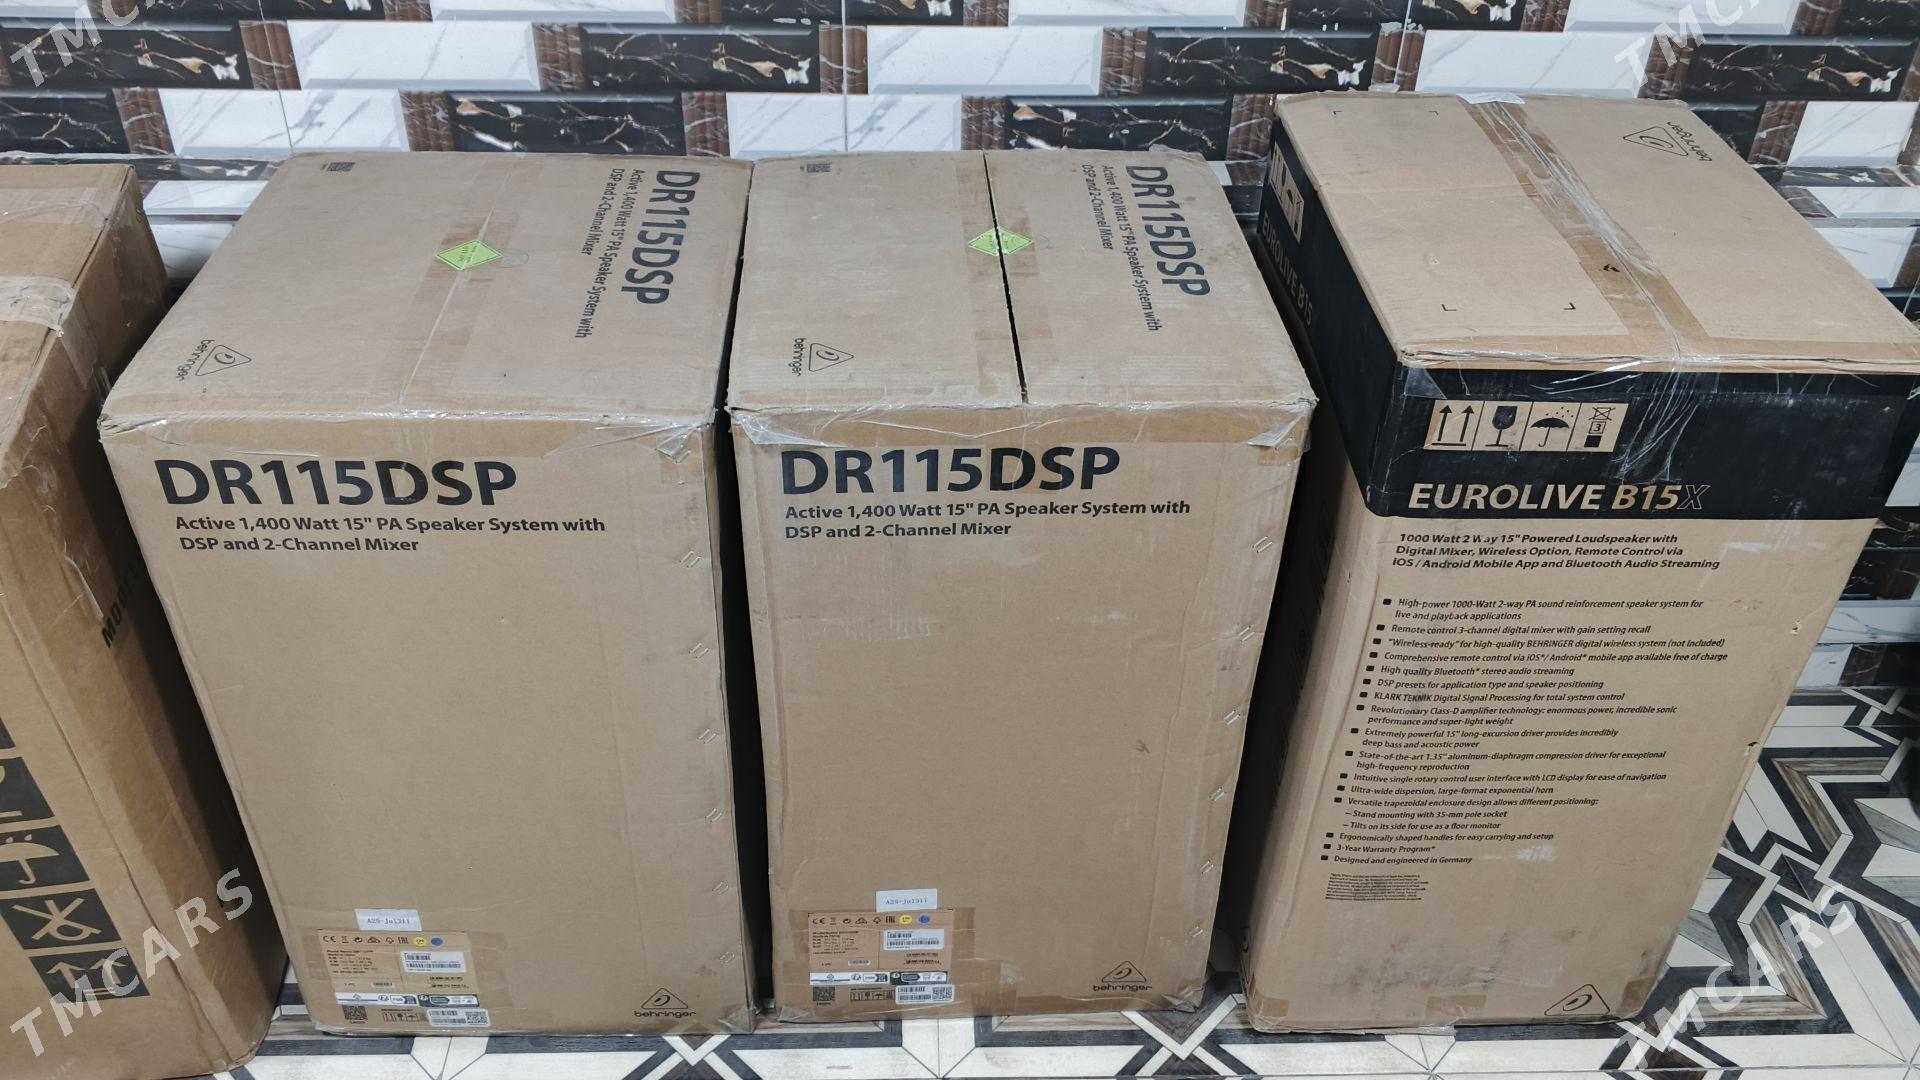 TMCARS
TMCARS
DR115DSP
Active 1,400 Watt 15" PA Speaker System with
DSP and 2-Channel Mixer
behringer
DR115DSP
Active 1,400 Watt 15" PA Speaker System with
DSP and 2-Channel Mixer
behringer
behringer
EUROLIVE B15
MODEL
DR115DSP
Active 1,400 Watt 15" PA Speaker System with
DSP and 2-Channel Mixer
A25-Jul311
behringer
DR115DSP
Active 1,400 Watt 15" PA Speaker System with
DSP and 2-Channel Mixer
A25-Jul311
behringer
3
EUROLIVE B15X
1000 Watt 2 Way 15" Powered Loudspeaker with
Digital Mixer, Wireless Option, Remote Control via
iOS / Android Mobile App and Bluetooth Audio Streaming
High-power 1000-Watt 2-way PA sound reinforcement speaker system for
live and playback applications
Remote control 3-channel digital mixer with gain setting recall
"Wireless-ready" for high-quality BEHRINGER digital wireless system (not included)
Comprehensive remote control via iOS*/ Android* mobile app available free of charge
High quality Bluetooth* stereo audio streaming
DSP presets for application type and speaker positioning
KLARK TEKNIK Digital Signal Processing for total system control
Revolutionary Class-D amplifier technology: enormous power, incredible sonic
performance and super-light weight
Extremely powerful 15" long-excursion driver provides incredibly
deep bass and acoustic power
State-of-the-art 1.35" aluminum-diaphragm compression driver for exceptional
high-frequency reproduction
Intuitive single rotary control user interface with LCD display for ease of navigation
Ultra-wide dispersion, large-format exponential horn
Versatile trapezoidal enclosure design allows different positioning:
– Stand mounting with 35-mm pole socket
– Tilts on its side for use as a floor monitor
Ergonomically shaped handles for easy carrying and setup
3-Year Warranty Program*
Designed and engineered in Germany
TMCARS
TMCARS